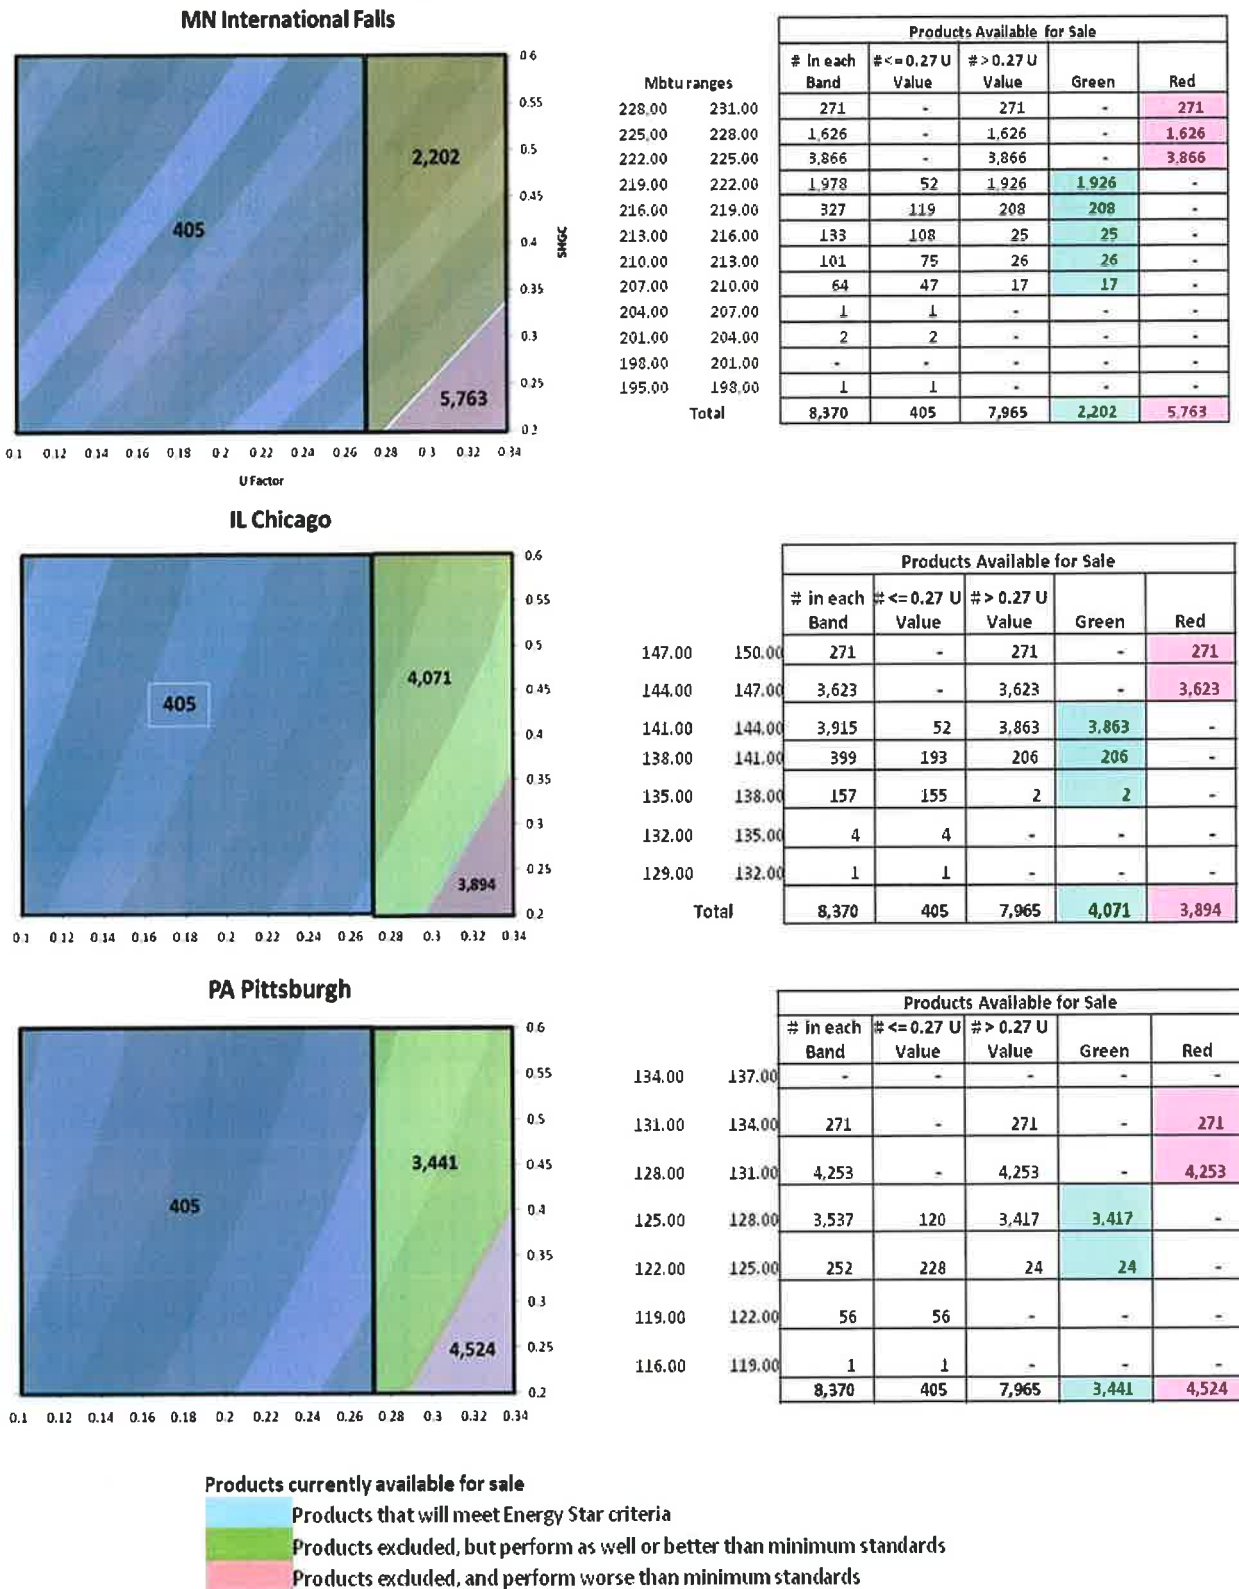 MN International Falls
0.6
0.55
0.5
0.45
0.4
0.35
0.3
0.25
0.2
SHGC
2,202
405
5,763
0.1 0.12 0.14 0.16 0.18 0.2 0.22 0.24 0.26 0.28 0.3 0.32 0.34
U Factor
Products Available for Sale
Mbtu ranges # in each Band #<= 0.27 U Value #> 0.27 U Value Green Red
228.00 231.00 271 - 271 - 271
225.00 228.00 1,626 - 1,626 - 1,626
222.00 225.00 3,866 - 3,866 - 3,866
219.00 222.00 1,978 52 1,926 1,926 -
216.00 219.00 327 119 208 208 -
213.00 216.00 133 108 25 25 -
210.00 213.00 101 75 26 26 -
207.00 210.00 64 47 17 17 -
204.00 207.00 1 1 - - -
201.00 204.00 2 2 - - -
198.00 201.00 - - - - -
195.00 198.00 1 1 - - -
Total 8,370 405 7,965 2,202 5,763
IL Chicago
0.6
0.55
0.5
0.45
0.4
0.35
0.3
0.25
0.2
4,071
405
3,894
0.1 0.12 0.14 0.16 0.18 0.2 0.22 0.24 0.26 0.28 0.3 0.32 0.34
Products Available for Sale
# in each Band # <= 0.27 U Value # > 0.27 U Value Green Red
147.00 150.00 271 - 271 - 271
144.00 147.00 3,623 - 3,623 - 3,623
141.00 144.00 3,915 52 3,863 3,863 -
138.00 141.00 399 193 206 206 -
135.00 138.00 157 155 2 2 -
132.00 135.00 4 4 - - -
129.00 132.00 1 1 - - -
Total 8,370 405 7,965 4,071 3,894
PA Pittsburgh
0.6
0.55
0.5
0.45
0.4
0.35
0.3
0.25
0.2
3,441
405
4,524
0.1 0.12 0.14 0.16 0.18 0.2 0.22 0.24 0.26 0.28 0.3 0.32 0.34
Products Available for Sale
# in each Band # <= 0.27 U Value # > 0.27 U Value Green Red
134.00 137.00 - - - - -
131.00 134.00 271 - 271 - 271
128.00 131.00 4,253 - 4,253 - 4,253
125.00 128.00 3,537 120 3,417 3,417 -
122.00 125.00 252 228 24 24 -
119.00 122.00 56 56 - - -
116.00 119.00 1 1 - - -
8,370 405 7,965 3,441 4,524
Products currently available for sale
Products that will meet Energy Star criteria
Products excluded, but perform as well or better than minimum standards
Products excluded, and perform worse than minimum standards